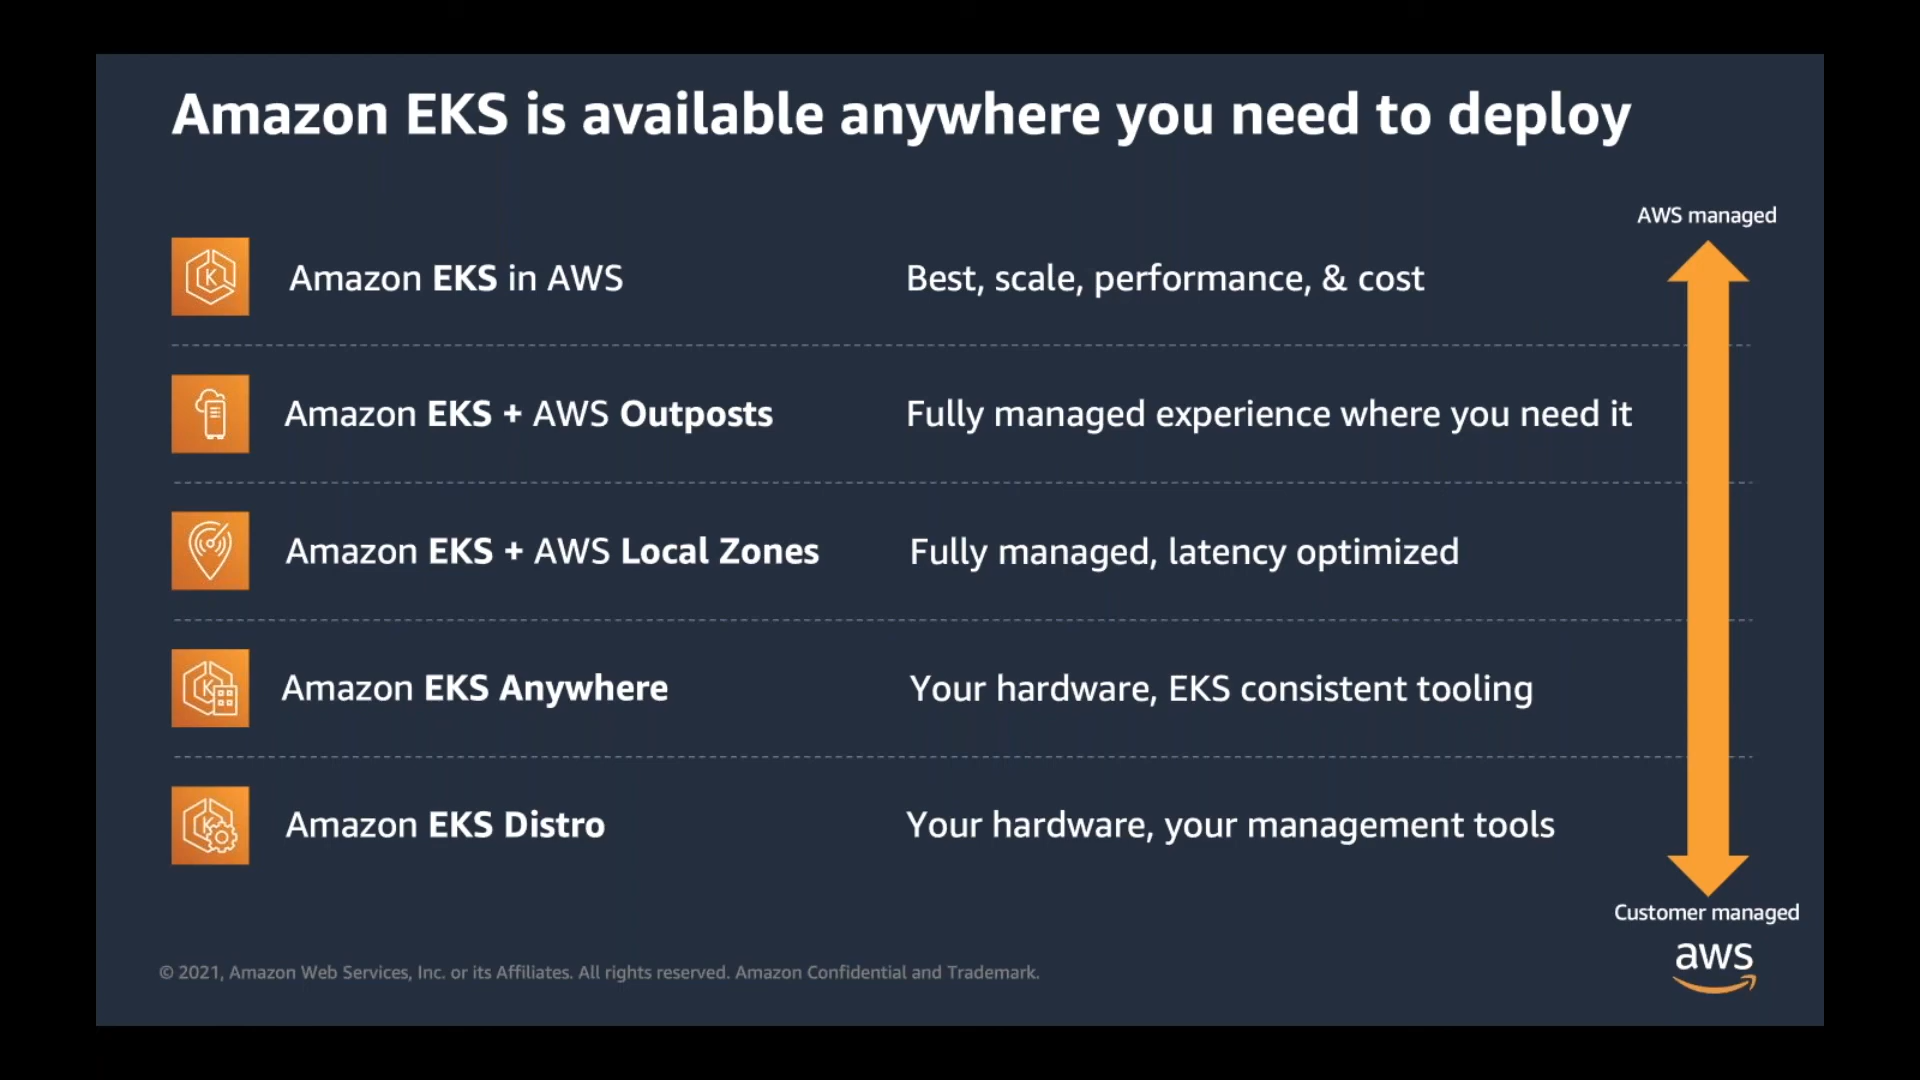 Amazon EKS is available anywhere you need to deploy
AWS managed
Amazon EKS in AWS
Best, scale, performance, & cost
Amazon EKS + AWS Outposts
Fully managed experience where you need it
Amazon EKS + AWS Local Zones
Fully managed, latency optimized
Amazon EKS Anywhere
Your hardware, EKS consistent tooling
Amazon EKS Distro
Your hardware, your management tools
Customer managed
aws
© 2021, Amazon Web Services, Inc. or its Affiliates. All rights reserved. Amazon Confidential and Trademark.